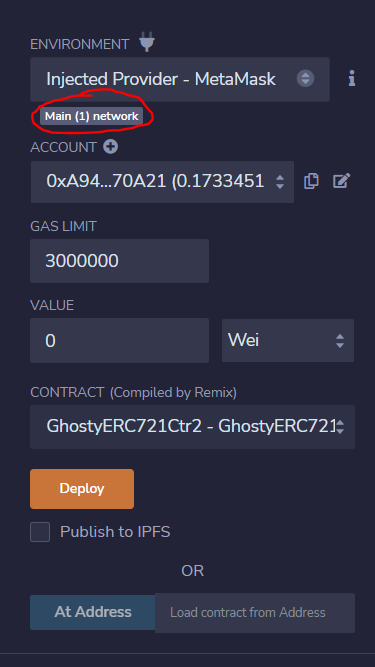 ENVIRONMENT
Injected Provider - MetaMask
Main (1) network
ACCOUNT
0xA94...70A21 (0.1733451
GAS LIMIT
3000000
VALUE
0
Wei
CONTRACT (Compiled by Remix)
GhostyERC721Ctr2 - GhostyERC721
Deploy
Publish to IPFS
OR
At Address
Load contract from Address